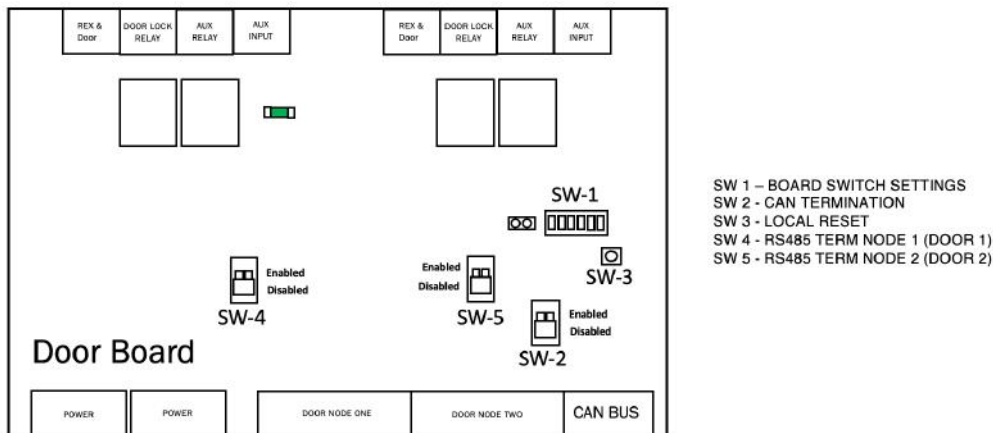 REX &
Door
DOOR LOCK
RELAY
AUX
RELAY
AUX
INPUT
REX &
Door
DOOR LOCK
RELAY
AUX
RELAY
AUX
INPUT
SW-1
SW 1 – BOARD SWITCH SETTINGS
SW 2 - CAN TERMINATION
SW 3 - LOCAL RESET
SW 4 - RS485 TERM NODE 1 (DOOR 1)
SW 5 - RS485 TERM NODE 2 (DOOR 2)
SW-3
Enabled
Disabled
SW-4
Enabled
Disabled
SW-5
Enabled
Disabled
SW-2
Door Board
POWER
POWER
DOOR NODE ONE
DOOR NODE TWO
CAN BUS